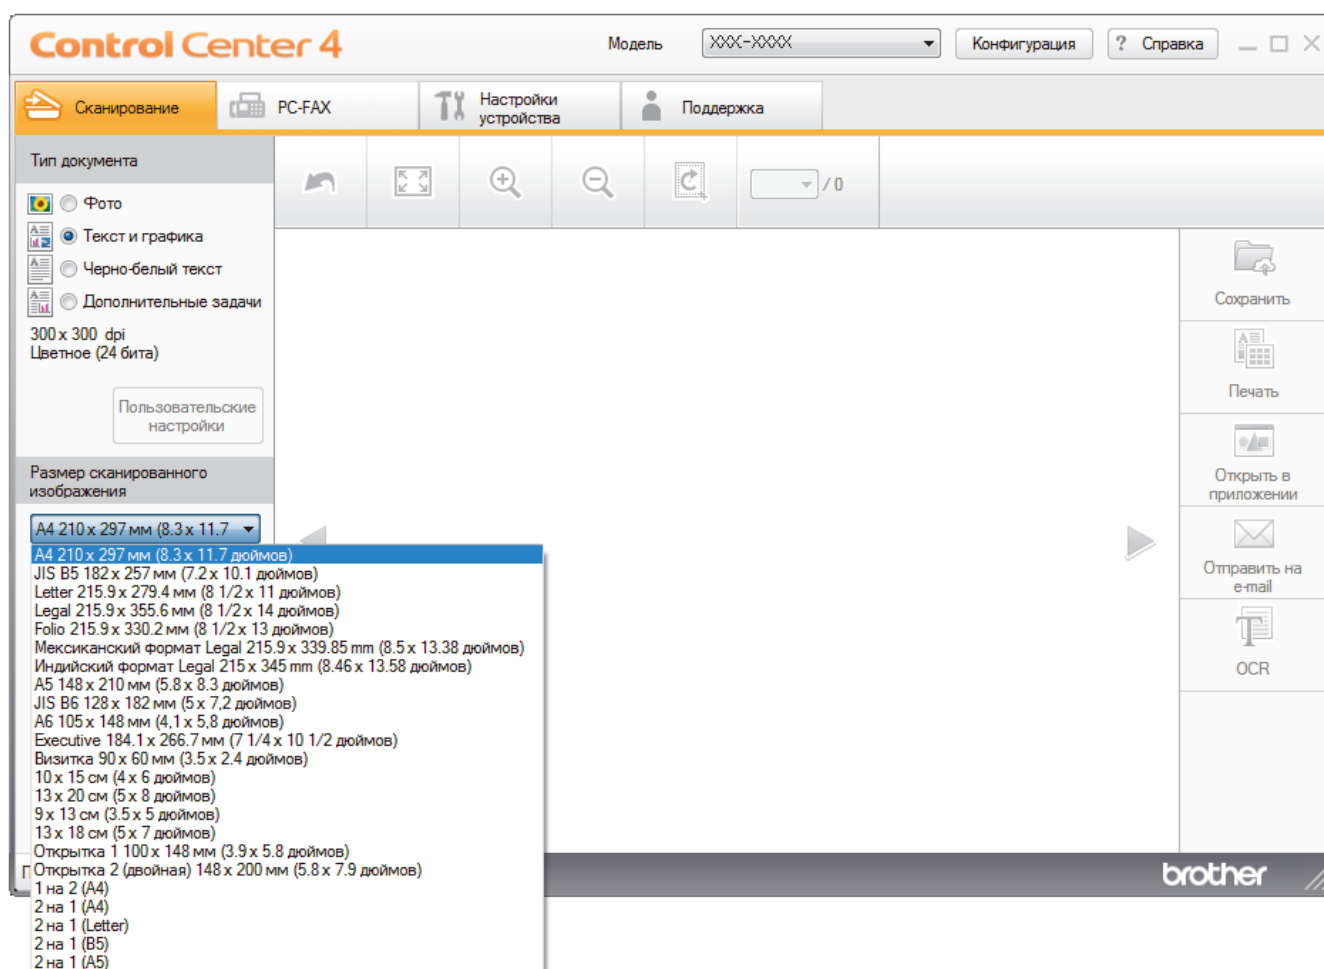 Control Center 4
Модель
XXX-XXXX
Конфигурация
? Справка
Сканирование
PC-FAX
Настройки
устройства
Поддержка
Тип документа
/ 0
Фото
Текст и графика
Черно-белый текст
Дополнительные задачи
300 x 300 dpi
Цветное (24 бита)
Пользовательские
настройки
Размер сканированного
изображения
A4 210 x 297 мм (8.3 x 11.7
A4 210 x 297 мм (8.3 x 11.7 дюймов)
JIS B5 182 x 257 мм (7.2 x 10.1 дюймов)
Letter 215.9 x 279.4 мм (8 1/2 x 11 дюймов)
Legal 215.9 x 355.6 мм (8 1/2 x 14 дюймов)
Folio 215.9 x 330.2 мм (8 1/2 x 13 дюймов)
Мексиканский формат Legal 215.9 x 339.85 mm (8.5 x 13.38 дюймов)
Индийский формат Legal 215 x 345 mm (8.46 x 13.58 дюймов)
A5 148 x 210 мм (5.8 x 8.3 дюймов)
JIS B6 128 x 182 мм (5 x 7,2 дюймов)
A6 105 x 148 мм (4,1 x 5,8 дюймов)
Executive 184.1 x 266.7 мм (7 1/4 x 10 1/2 дюймов)
Визитка 90 x 60 мм (3.5 x 2.4 дюймов)
10 x 15 см (4 x 6 дюймов)
13 x 20 см (5 x 8 дюймов)
9 x 13 см (3.5 x 5 дюймов)
13 x 18 см (5 x 7 дюймов)
Открытка 1 100 x 148 мм (3.9 x 5.8 дюймов)
Открытка 2 (двойная) 148 x 200 мм (5.8 x 7.9 дюймов)
1 на 2 (A4)
2 на 1 (A4)
2 на 1 (Letter)
2 на 1 (B5)
2 на 1 (A5)
Сохранить
Печать
Открыть в
приложении
Отправить на
e-mail
OCR
brother